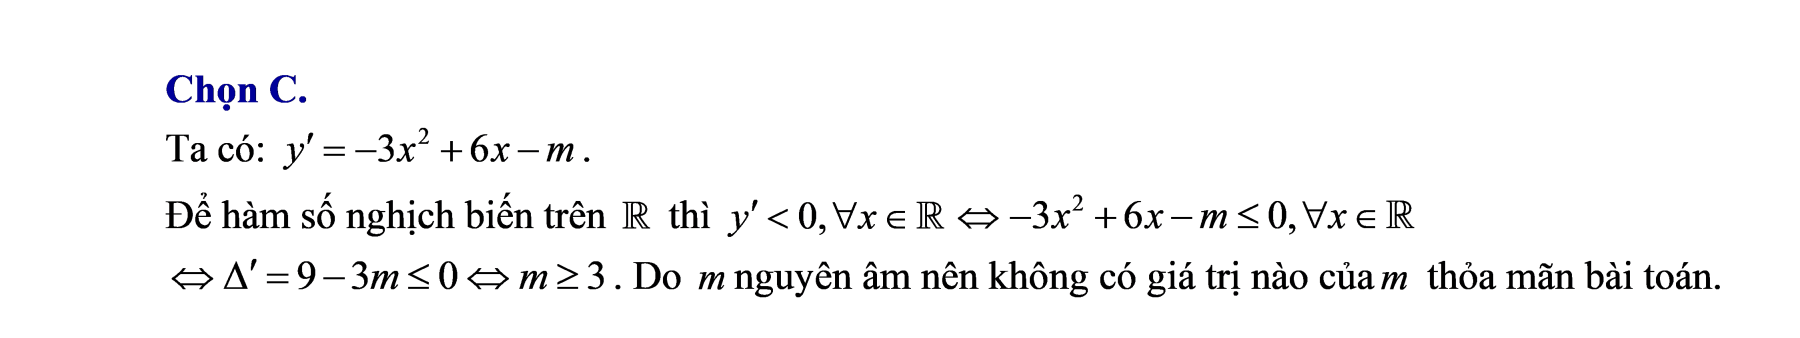 Chọn C.
Ta có: y′ = −3x² + 6x − m .
Để hàm số nghịch biến trên ℝ thì y′ < 0, ∀x ∈ ℝ ⇔ −3x² + 6x − m ≤ 0, ∀x ∈ ℝ
⇔ Δ′ = 9 − 3m ≤ 0 ⇔ m ≥ 3 . Do m nguyên âm nên không có giá trị nào của m thỏa mãn bài toán.